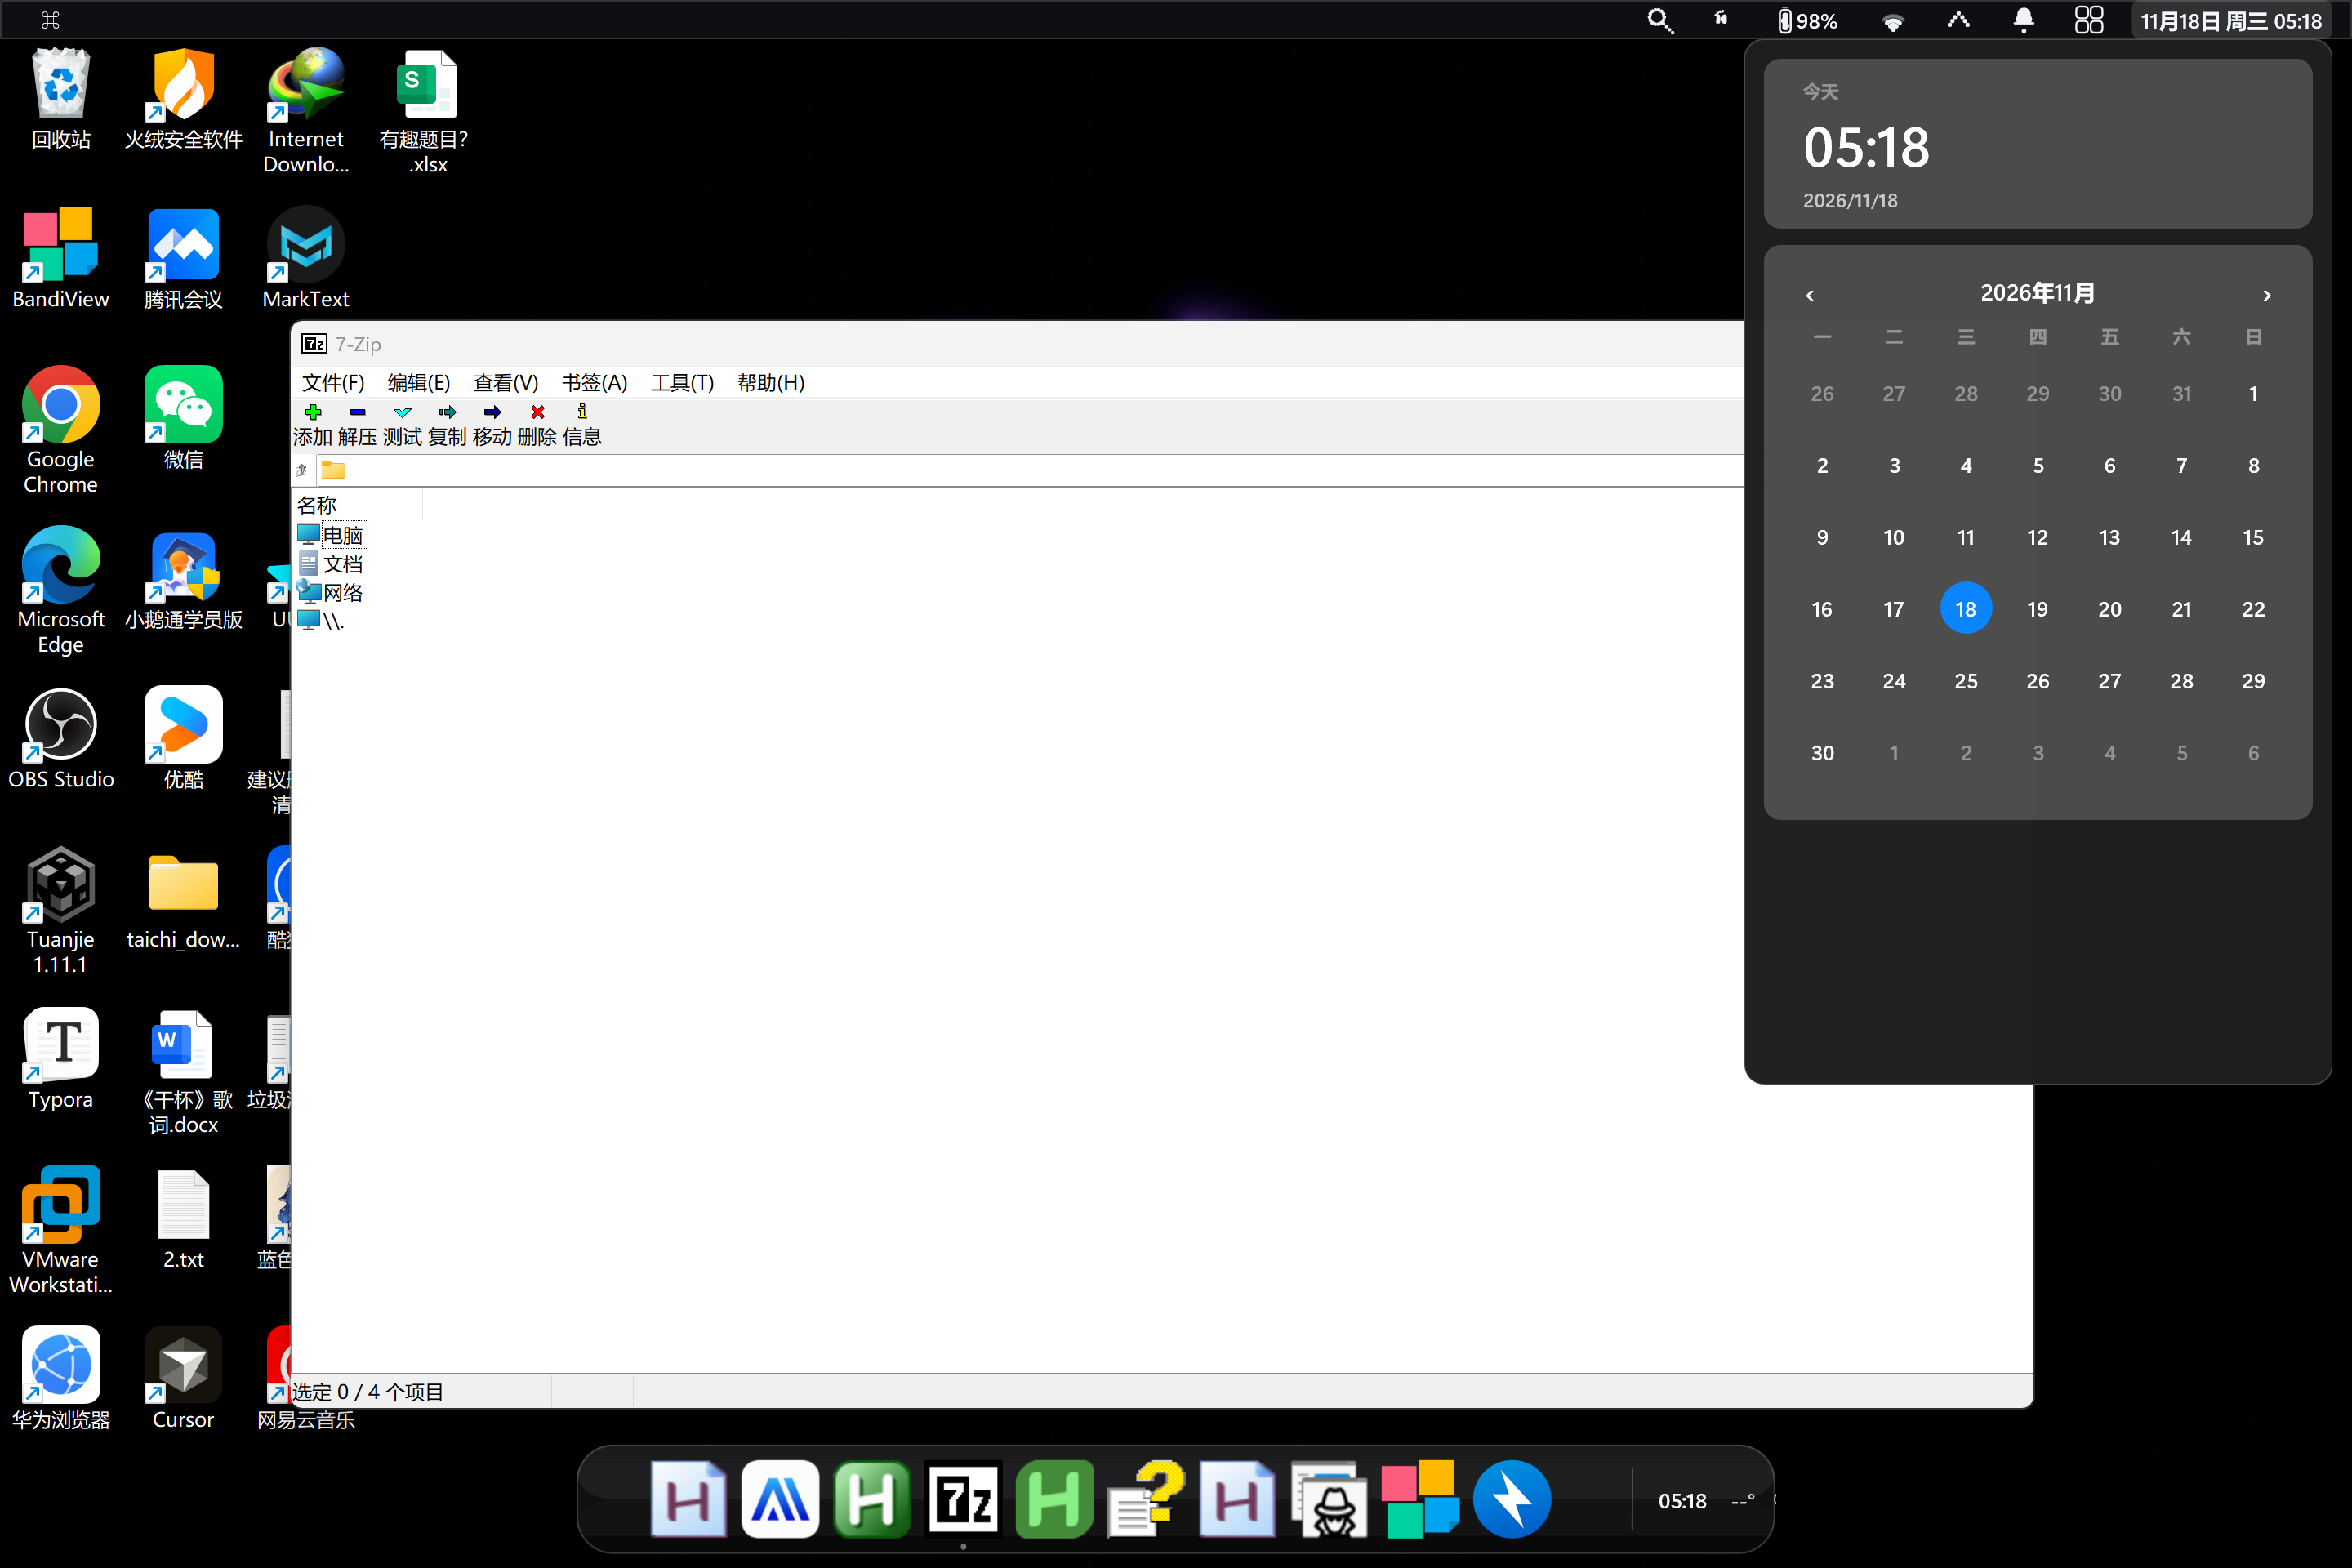 ⌘
98%
11月18日 周三 05:18
回收站
火绒安全软件
Internet
Downlo...
有趣题目?
.xlsx
BandiView
腾讯会议
MarkText
Google
Chrome
微信
Microsoft
Edge
小鹅通学员版
OBS Studio
优酷
建议
清
Tuanjie
1.11.1
taichi_dow...
Typora
《干杯》歌
词.docx
垃圾
VMware
Workstati...
2.txt
蓝色
华为浏览器
Cursor
网易云音乐
7-Zip
文件(F) 编辑(E) 查看(V) 书签(A) 工具(T) 帮助(H)
添加 解压 测试 复制 移动 删除 信息
名称
电脑
文档
网络
\\.
选定 0 / 4 个项目
今天
05:18
2026/11/18
‹ 2026年11月 ›
一 二 三 四 五 六 日
26 27 28 29 30 31 1
2 3 4 5 6 7 8
9 10 11 12 13 14 15
16 17 18 19 20 21 22
23 24 25 26 27 28 29
30 1 2 3 4 5 6
05:18 --°